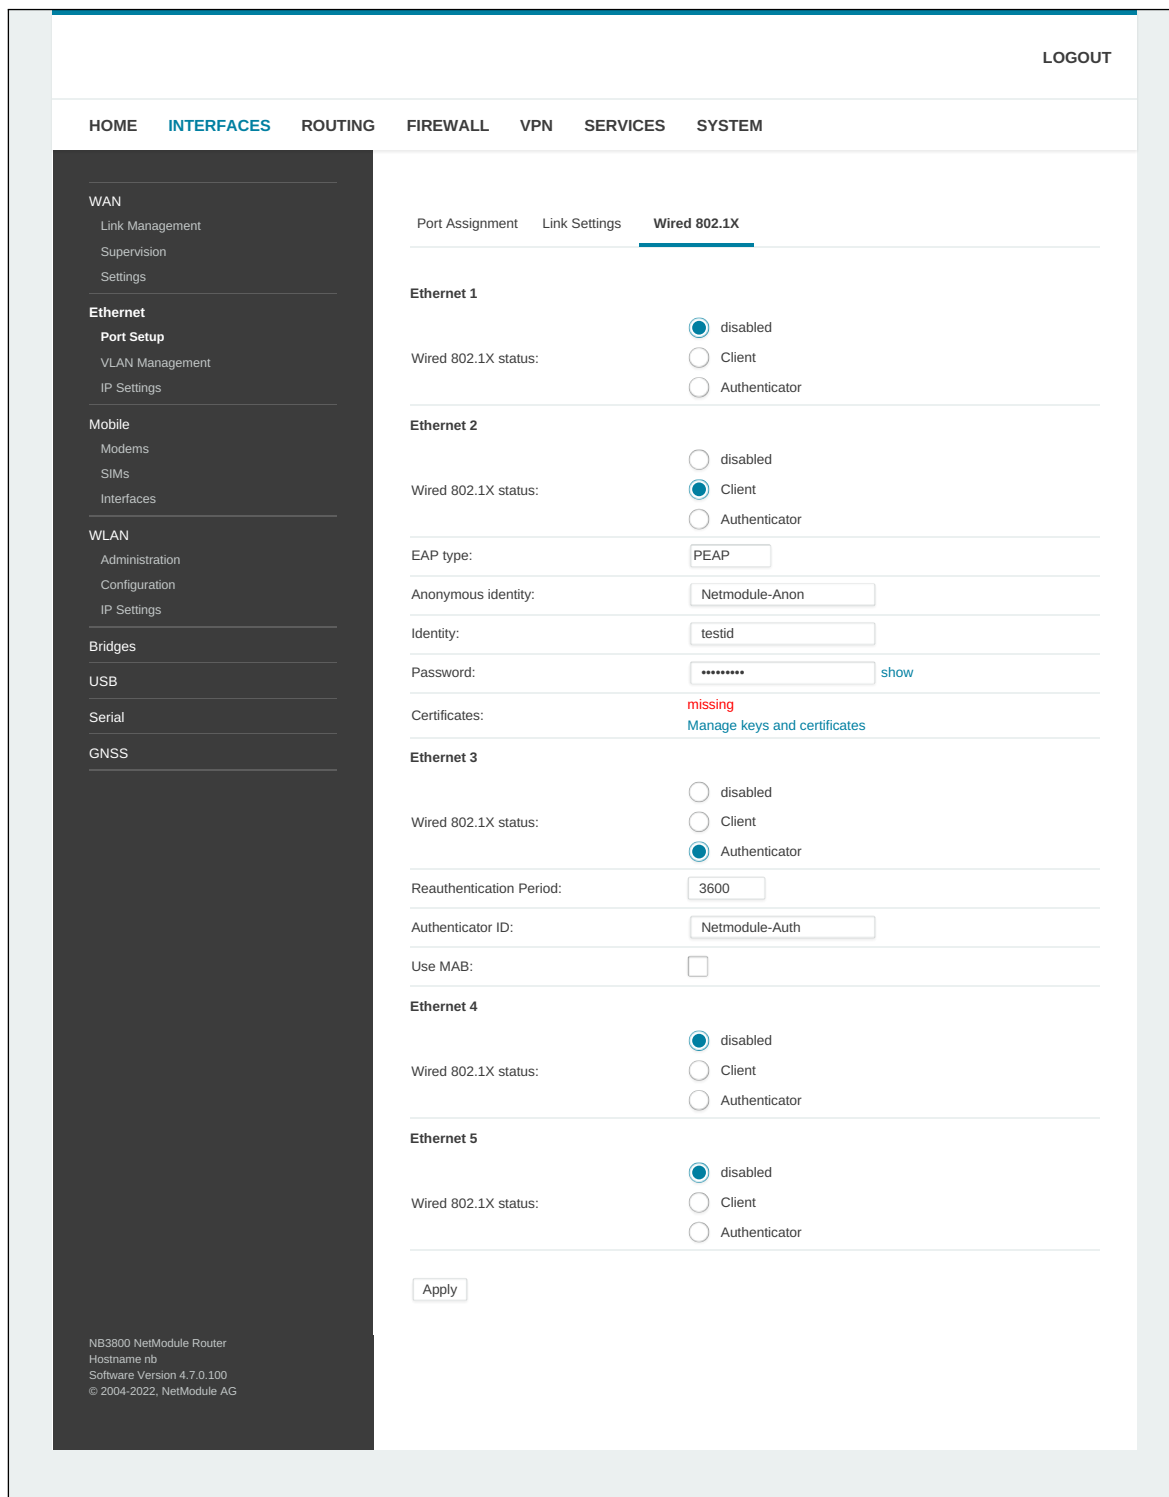 LOGOUT
HOME INTERFACES ROUTING FIREWALL VPN SERVICES SYSTEM
WAN
Link Management
Supervision
Settings
Ethernet
Port Setup
VLAN Management
IP Settings
Mobile
Modems
SIMs
Interfaces
WLAN
Administration
Configuration
IP Settings
Bridges
USB
Serial
GNSS
NB3800 NetModule Router
Hostname nb
Software Version 4.7.0.100
© 2004-2022, NetModule AG
Port Assignment Link Settings Wired 802.1X
Ethernet 1
Wired 802.1X status:
disabled
Client
Authenticator
Ethernet 2
Wired 802.1X status:
disabled
Client
Authenticator
EAP type: PEAP
Anonymous identity: Netmodule-Anon
Identity: testid
Password: ••••••••• show
Certificates:
missing
Manage keys and certificates
Ethernet 3
Wired 802.1X status:
disabled
Client
Authenticator
Reauthentication Period: 3600
Authenticator ID: Netmodule-Auth
Use MAB:
Ethernet 4
Wired 802.1X status:
disabled
Client
Authenticator
Ethernet 5
Wired 802.1X status:
disabled
Client
Authenticator
Apply